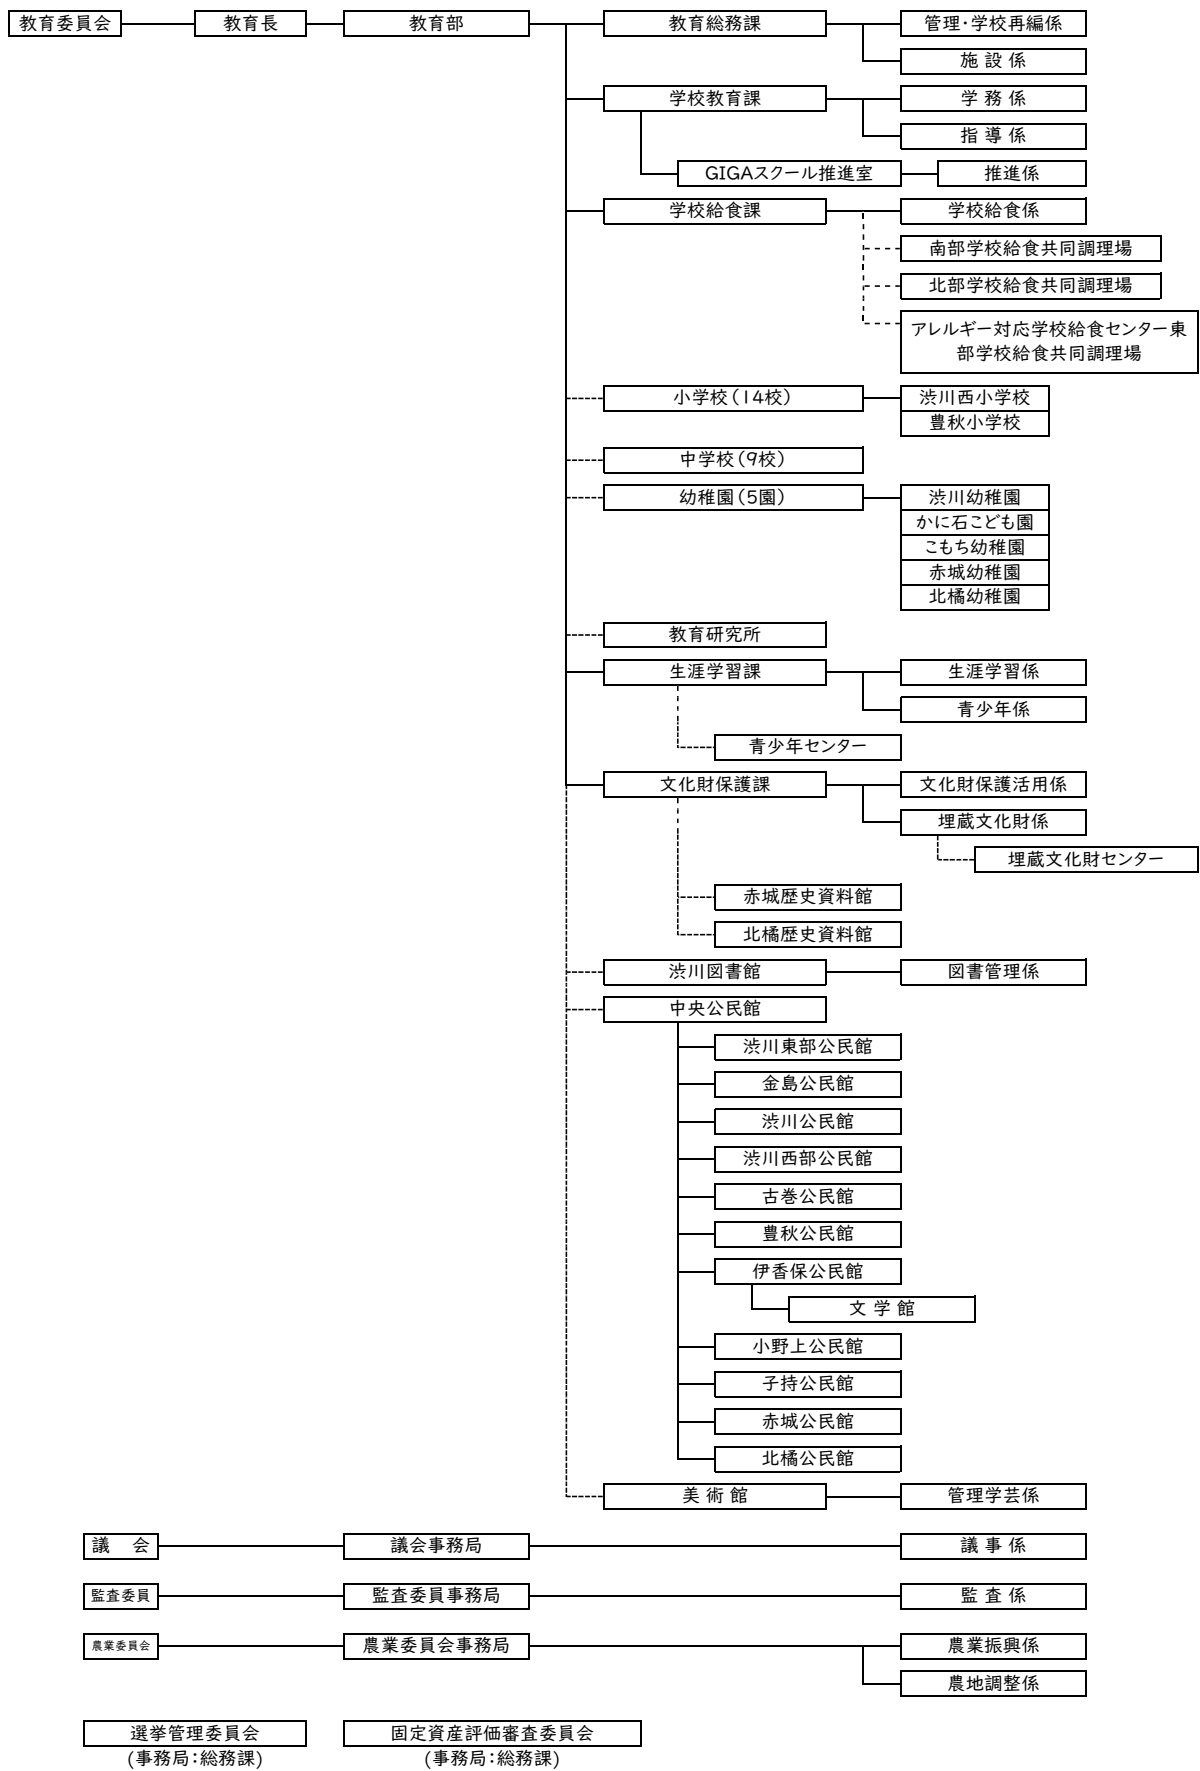 教育委員会 教育長 教育部 教育総務課 管理・学校再編係
施設係
学校教育課 学務係
指導係
GIGAスクール推進室 推進係
学校給食課 学校給食係
南部学校給食共同調理場
北部学校給食共同調理場
アレルギー対応学校給食センター東
部学校給食共同調理場
小学校(14校) 渋川西小学校
豊秋小学校
中学校(9校)
幼稚園(5園) 渋川幼稚園
かに石こども園
こもち幼稚園
赤城幼稚園
北橘幼稚園
教育研究所
生涯学習課 生涯学習係
青少年係
青少年センター
文化財保護課 文化財保護活用係
埋蔵文化財係
埋蔵文化財センター
赤城歴史資料館
北橘歴史資料館
渋川図書館 図書管理係
中央公民館
渋川東部公民館
金島公民館
渋川公民館
渋川西部公民館
古巻公民館
豊秋公民館
伊香保公民館
文学館
小野上公民館
子持公民館
赤城公民館
北橘公民館
美術館 管理学芸係
議会 議会事務局 議事係
監査委員 監査委員事務局 監査係
農業委員会 農業委員会事務局 農業振興係
農地調整係
選挙管理委員会 固定資産評価審査委員会
(事務局:総務課) (事務局:総務課)